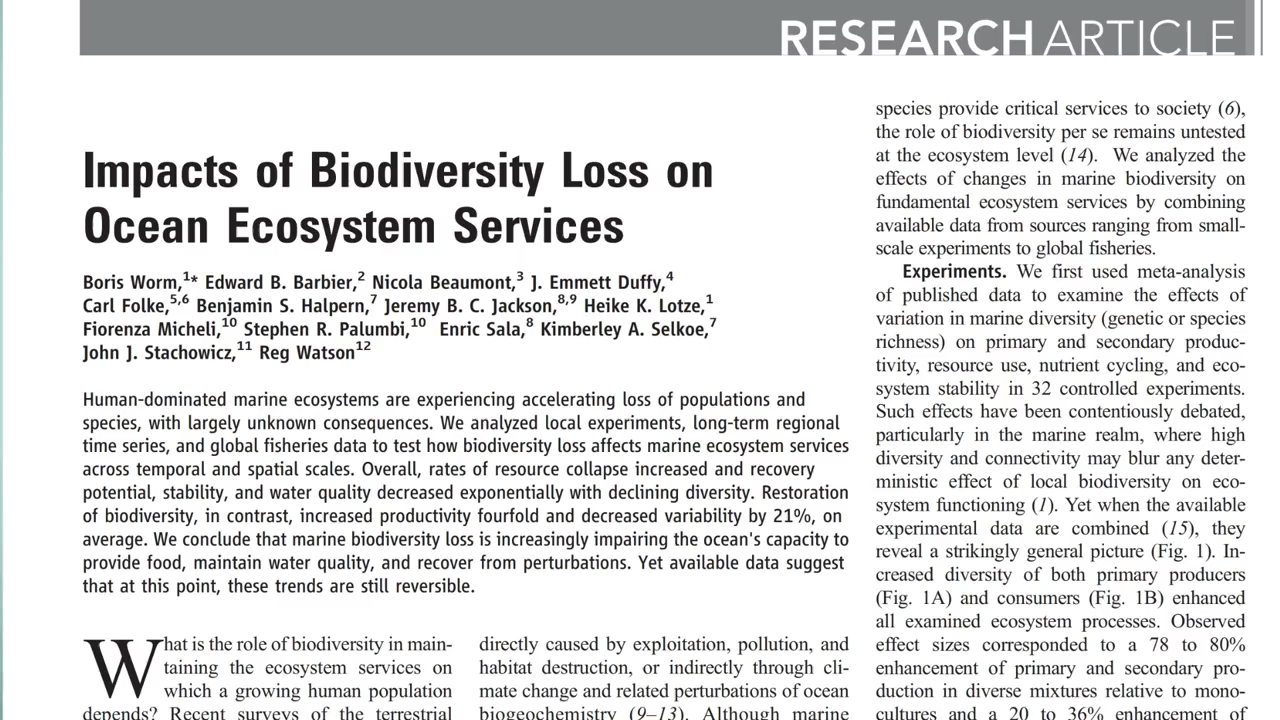 RESEARCH ARTICLE
Impacts of Biodiversity Loss on
Ocean Ecosystem Services
Boris Worm,1* Edward B. Barbier,2 Nicola Beaumont,3 J. Emmett Duffy,4
Carl Folke,5,6 Benjamin S. Halpern,7 Jeremy B. C. Jackson,8,9 Heike K. Lotze,1
Fiorenza Micheli,10 Stephen R. Palumbi,10 Enric Sala,8 Kimberley A. Selkoe,7
John J. Stachowicz,11 Reg Watson12
Human-dominated marine ecosystems are experiencing accelerating loss of populations and
species, with largely unknown consequences. We analyzed local experiments, long-term regional
time series, and global fisheries data to test how biodiversity loss affects marine ecosystem services
across temporal and spatial scales. Overall, rates of resource collapse increased and recovery
potential, stability, and water quality decreased exponentially with declining diversity. Restoration
of biodiversity, in contrast, increased productivity fourfold and decreased variability by 21%, on
average. We conclude that marine biodiversity loss is increasingly impairing the ocean's capacity to
provide food, maintain water quality, and recover from perturbations. Yet available data suggest
that at this point, these trends are still reversible.
What is the role of biodiversity in main-
taining the ecosystem services on
which a growing human population
depends? Recent surveys of the terrestrial
directly caused by exploitation, pollution, and
habitat destruction, or indirectly through cli-
mate change and related perturbations of ocean
biogeochemistry (9–13). Although marine
species provide critical services to society (6),
the role of biodiversity per se remains untested
at the ecosystem level (14). We analyzed the
effects of changes in marine biodiversity on
fundamental ecosystem services by combining
available data from sources ranging from small-
scale experiments to global fisheries.
Experiments. We first used meta-analysis
of published data to examine the effects of
variation in marine diversity (genetic or species
richness) on primary and secondary produc-
tivity, resource use, nutrient cycling, and eco-
system stability in 32 controlled experiments.
Such effects have been contentiously debated,
particularly in the marine realm, where high
diversity and connectivity may blur any deter-
ministic effect of local biodiversity on eco-
system functioning (1). Yet when the available
experimental data are combined (15), they
reveal a strikingly general picture (Fig. 1). In-
creased diversity of both primary producers
(Fig. 1A) and consumers (Fig. 1B) enhanced
all examined ecosystem processes. Observed
effect sizes corresponded to a 78 to 80%
enhancement of primary and secondary pro-
duction in diverse mixtures relative to mono-
cultures and a 20 to 36% enhancement of